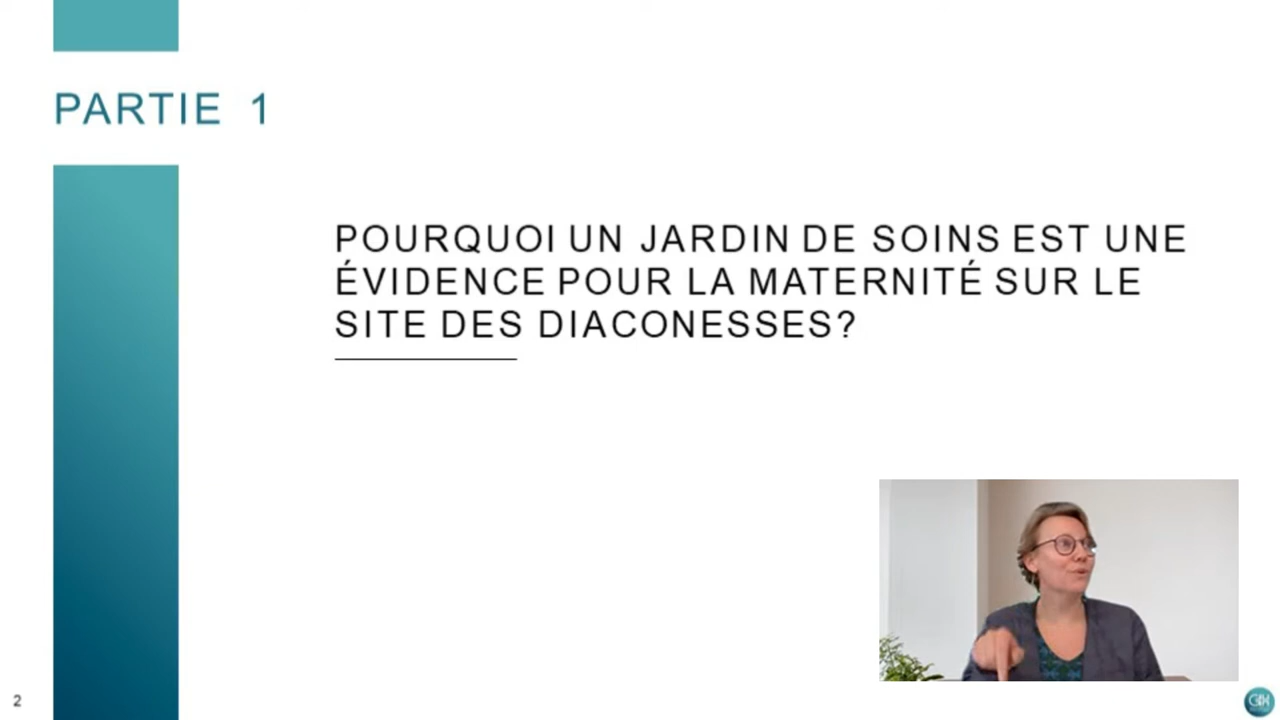 PARTIE 1
POURQUOI UN JARDIN DE SOINS EST UNE
ÉVIDENCE POUR LA MATERNITÉ SUR LE
SITE DES DIACONESSES?
2